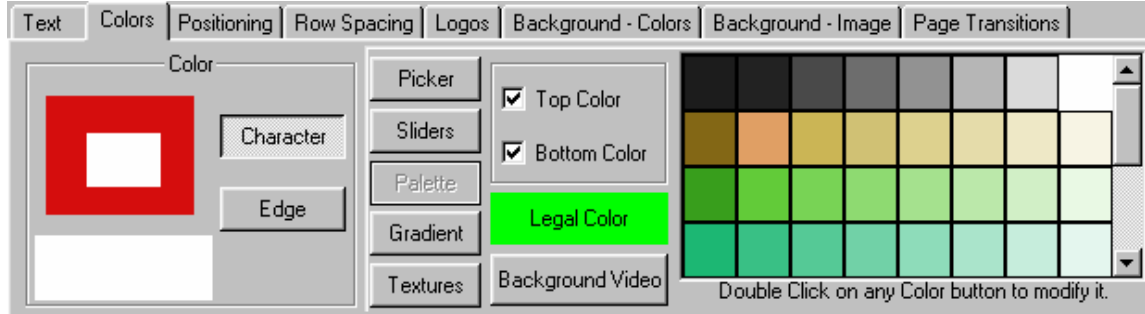 Text Colors Positioning Row Spacing Logos Background - Colors Background - Image Page Transitions
Color
Character
Edge
Picker
Sliders
Palette
Gradient
Textures
Top Color
Bottom Color
Legal Color
Background Video
Double Click on any Color button to modify it.